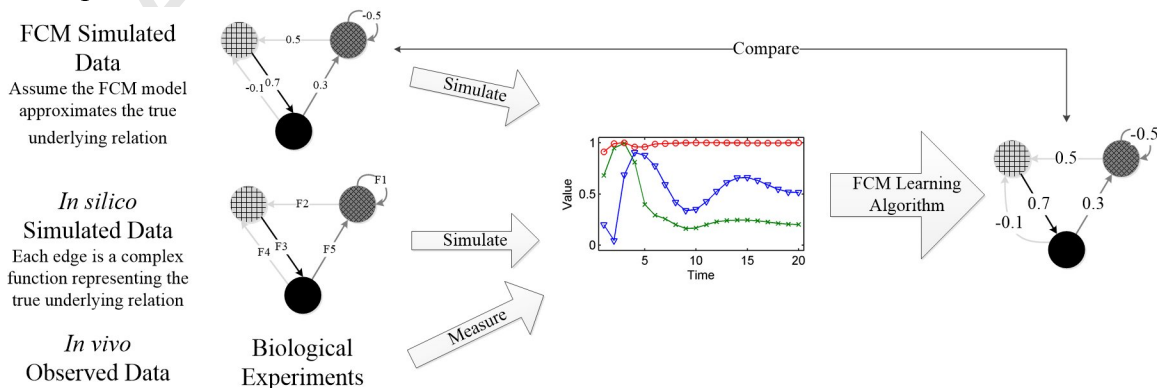 FCM Simulated
Data
Assume the FCM model
approximates the true
underlying relation
-0.5
0.5
-0.1
0.7
0.3
Simulate
Compare
In silico
Simulated Data
Each edge is a complex
function representing the
true underlying relation
F1
F2
F3
F4
F5
Simulate
In vivo
Observed Data
Biological
Experiments
Measure
Value
1
0.5
0
5
10
15
20
Time
FCM Learning
Algorithm
-0.5
0.5
0.7
0.3
-0.1